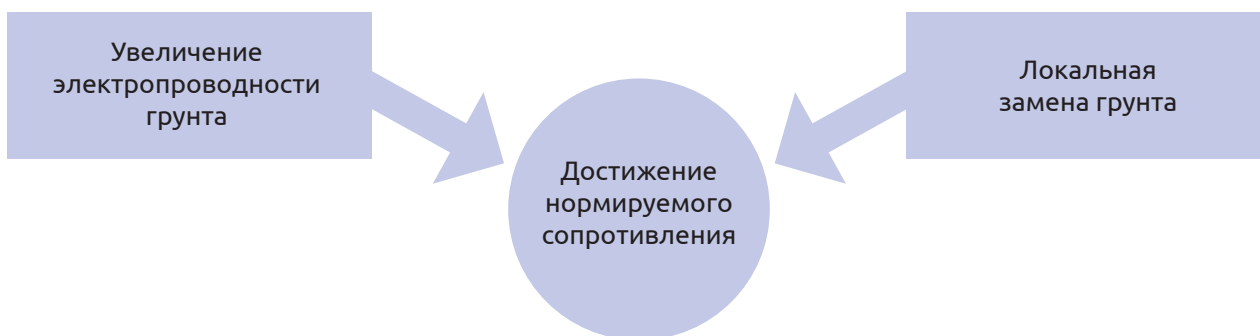 Увеличение
электропроводности
грунта
Локальная
замена грунта
Достижение
нормируемого
сопротивления